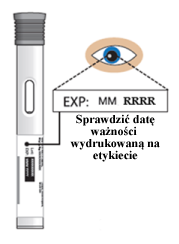 EXP: MM RRRR
Sprawdzić datę
ważności
wydrukowaną na
etykiecie